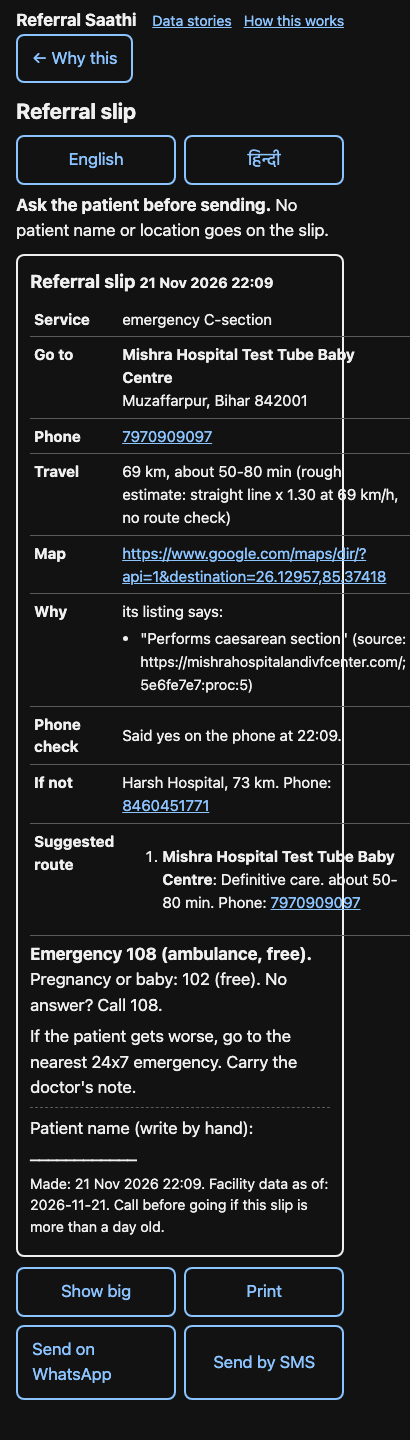 Referral Saathi Data stories How this works
← Why this
Referral slip
English हिन्दी
Ask the patient before sending. No
patient name or location goes on the slip.
Referral slip 21 Nov 2026 22:09
Service emergency C-section
Go to Mishra Hospital Test Tube Baby
Centre
Muzaffarpur, Bihar 842001
Phone 7970909097
Travel 69 km, about 50-80 min (rough
estimate: straight line x 1.30 at 69 km/h,
no route check)
Map https://www.google.com/maps/dir/?
api=1&destination=26.12957,85.37418
Why its listing says:
• "Performs caesarean section" (source:
https://mishrahospitalandivfcenter.com/;
5e6fe7e7:proc:5)
Phone
check Said yes on the phone at 22:09.
If not Harsh Hospital, 73 km. Phone:
8460451771
Suggested
route
1. Mishra Hospital Test Tube Baby
Centre: Definitive care. about 50-
80 min. Phone: 7970909097
Emergency 108 (ambulance, free).
Pregnancy or baby: 102 (free). No
answer? Call 108.
If the patient gets worse, go to the
nearest 24x7 emergency. Carry the
doctor's note.
Patient name (write by hand):
____________
Made: 21 Nov 2026 22:09. Facility data as of:
2026-11-21. Call before going if this slip is
more than a day old.
Show big Print
Send on
WhatsApp
Send by SMS